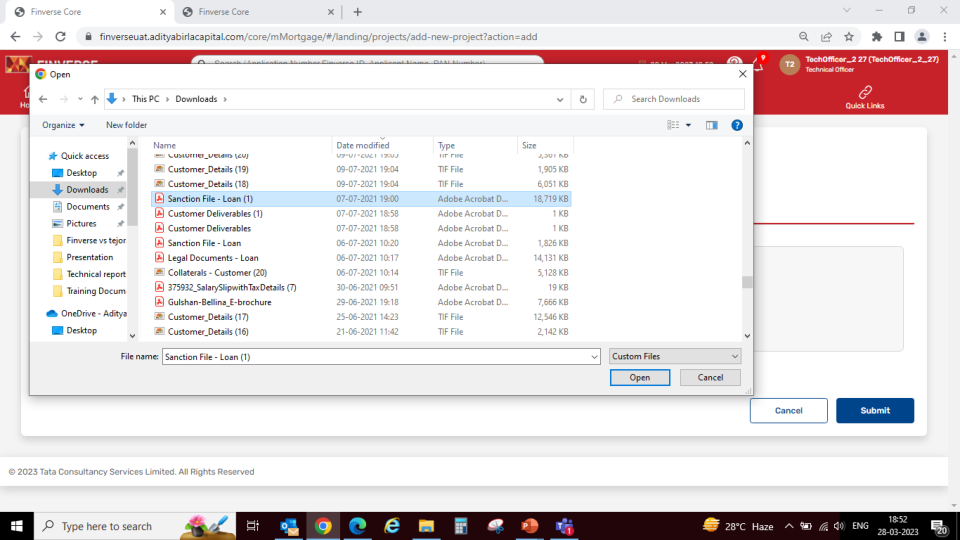 Finverse Core
Finverse Core
finverseuat.adityabirlacapital.com/core/mMortgage/#/landing/projects/add-new-project?action=add
TechOfficer_2 27 (TechOfficer_2_27)
T2
Technical Officer
Quick Links
Open
This PC > Downloads >
Search Downloads
Organize
New folder
Name Date modified Type Size
Customer_Details (20) 09-07-2021 19:05 TIF File 5,561 KB
Customer_Details (19) 09-07-2021 19:04 TIF File 1,905 KB
Customer_Details (18) 09-07-2021 19:04 TIF File 6,051 KB
Sanction File - Loan (1) 07-07-2021 19:00 Adobe Acrobat D... 18,719 KB
Customer Deliverables (1) 07-07-2021 18:58 Adobe Acrobat D... 1 KB
Customer Deliverables 07-07-2021 18:58 Adobe Acrobat D... 1 KB
Sanction File - Loan 06-07-2021 10:20 Adobe Acrobat D... 1,826 KB
Legal Documents - Loan 06-07-2021 10:17 Adobe Acrobat D... 14,131 KB
Collaterals - Customer (20) 06-07-2021 10:14 TIF File 5,128 KB
375932_SalarySlipwithTaxDetails (7) 30-06-2021 09:51 Adobe Acrobat D... 19 KB
Gulshan-Bellina_E-brochure 29-06-2021 19:18 Adobe Acrobat D... 7,666 KB
Customer_Details (17) 25-06-2021 14:23 TIF File 12,546 KB
Customer_Details (16) 21-06-2021 11:42 TIF File 2,142 KB
Quick access
Desktop
Downloads
Documents
Pictures
Finverse vs tejor
Presentation
Technical report
Training Docum
OneDrive - Aditya
Desktop
File name: Sanction File - Loan (1)
Custom Files
Open
Cancel
Cancel
Submit
© 2023 Tata Consultancy Services Limited. All Rights Reserved
Type here to search
28°C Haze
ENG
18:52
28-03-2023
20